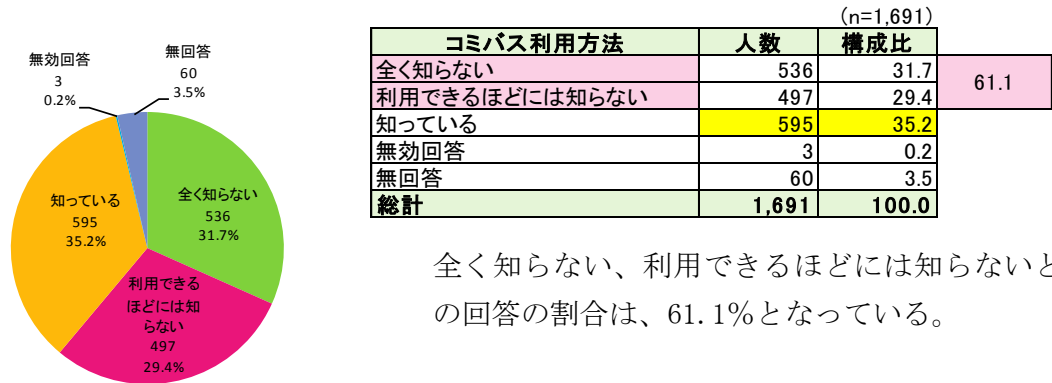 無効回答
3
0.2%
無回答
60
3.5%
全く知らない
536
31.7%
利用できる
ほどには知
らない
497
29.4%
知っている
595
35.2%
(n=1,691)
コミバス利用方法 人数 構成比
全く知らない 536 31.7
利用できるほどには知らない 497 29.4
61.1
知っている 595 35.2
無効回答 3 0.2
無回答 60 3.5
総計 1,691 100.0
全く知らない、利用できるほどには知らないと
の回答の割合は、61.1％となっている。